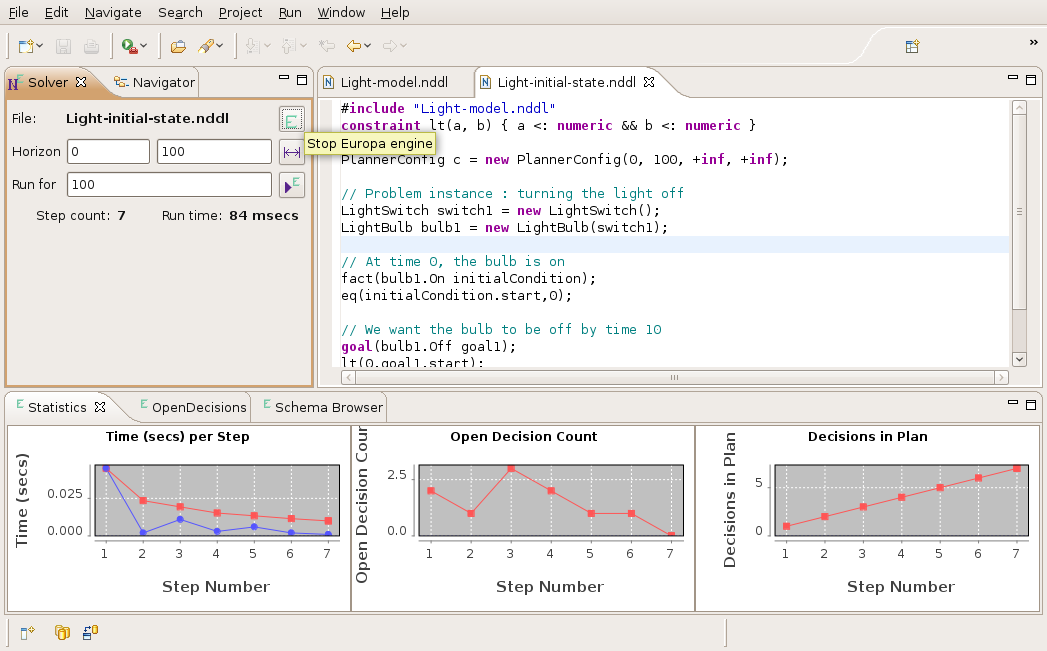 File Edit Navigate Search Project Run Window Help
»
Solver Navigator
File: Light-initial-state.nddl
Horizon 0 100
Run for 100
Step count: 7 Run time: 84 msecs
Stop Europa engine
Light-model.nddl Light-initial-state.nddl
#include "Light-model.nddl"
constraint lt(a, b) { a <: numeric && b <: numeric }
PlannerConfig c = new PlannerConfig(0, 100, +inf, +inf);
// Problem instance : turning the light off
LightSwitch switch1 = new LightSwitch();
LightBulb bulb1 = new LightBulb(switch1);
// At time 0, the bulb is on
fact(bulb1.On initialCondition);
eq(initialCondition.start,0);
// We want the bulb to be off by time 10
goal(bulb1.Off goal1);
lt(0,goal1.start);
Statistics OpenDecisions Schema Browser
Time (secs) per Step
Time (secs)
0.025
0.000
1 2 3 4 5 6 7
Step Number
Open Decision Count
Open Decision Coun
2.5
0.0
1 2 3 4 5 6 7
Step Number
Decisions in Plan
Decisions in Plan
5
0
1 2 3 4 5 6 7
Step Number